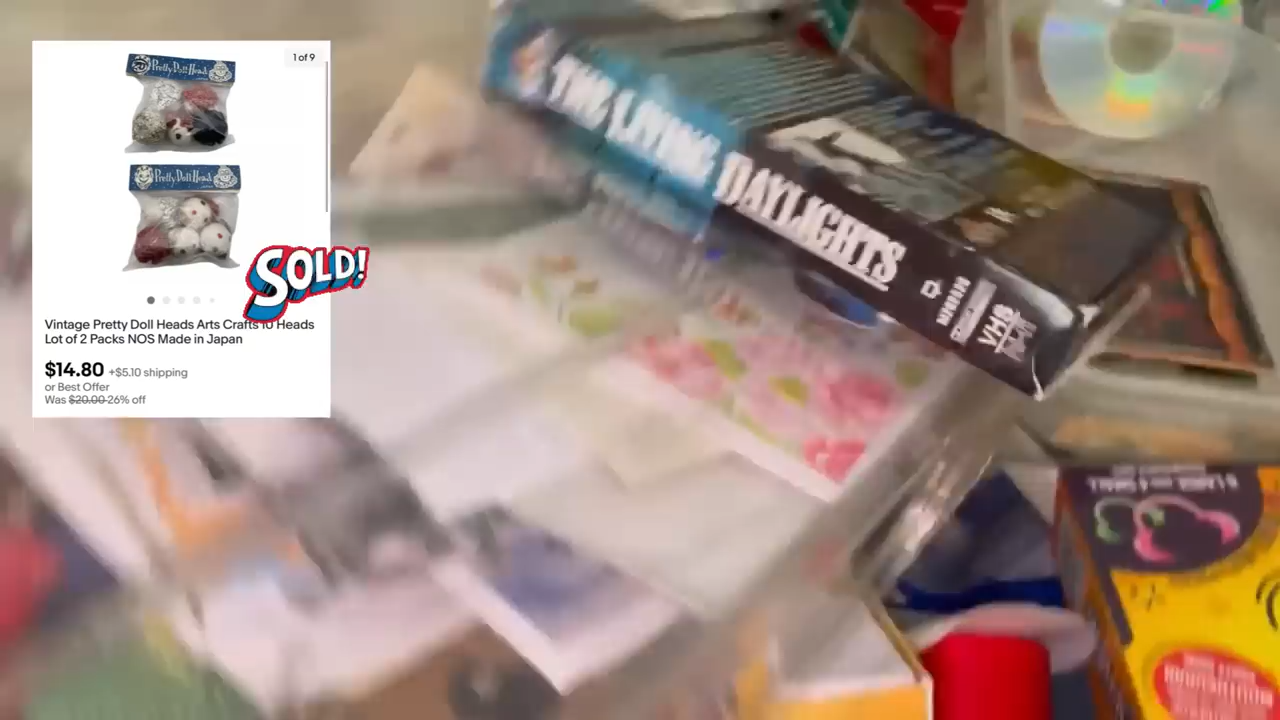 1 of 9
Pretty Doll Heads
Pretty Doll Heads
SOLD!
Vintage Pretty Doll Heads Arts Crafts 10 Heads
Lot of 2 Packs NOS Made in Japan
$14.80 +$5.10 shipping
or Best Offer
Was $20.00 26% off
THE LIVING DAYLIGHTS
VHS